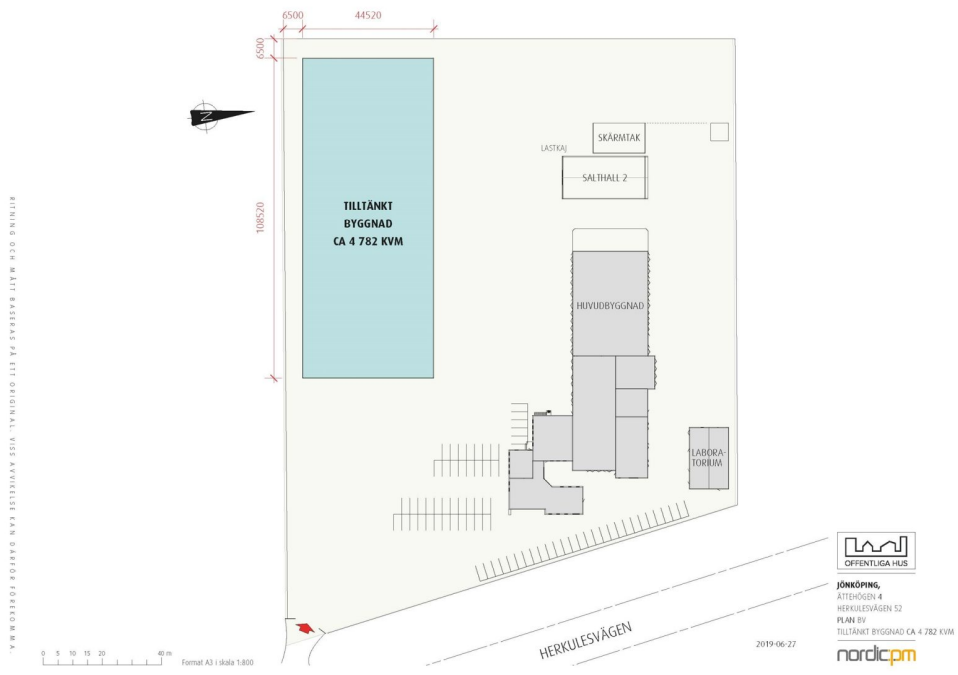 6500
44520
6500
108520
N
TILLTÄNKT
BYGGNAD
CA 4 782 KVM
LASTKAJ
SKÄRMTAK
SALTHALL 2
HUVUDBYGGNAD
LABORA-
TORIUM
HERKULESVÄGEN
RITNING OCH MÅTT BASERAS PÅ ETT ORIGINAL. VISS AVVIKELSE KAN DÄRFÖR FÖREKOMMA.
0 5 10 15 20 40 m
Format A3 i skala 1:800
2019-06-27
OFFENTLIGA HUS
JÖNKÖPING,
ÄTTEHÖGEN 4
HERKULESVÄGEN 52
PLAN BV
TILLTÄNKT BYGGNAD CA 4 782 KVM
nordicpm